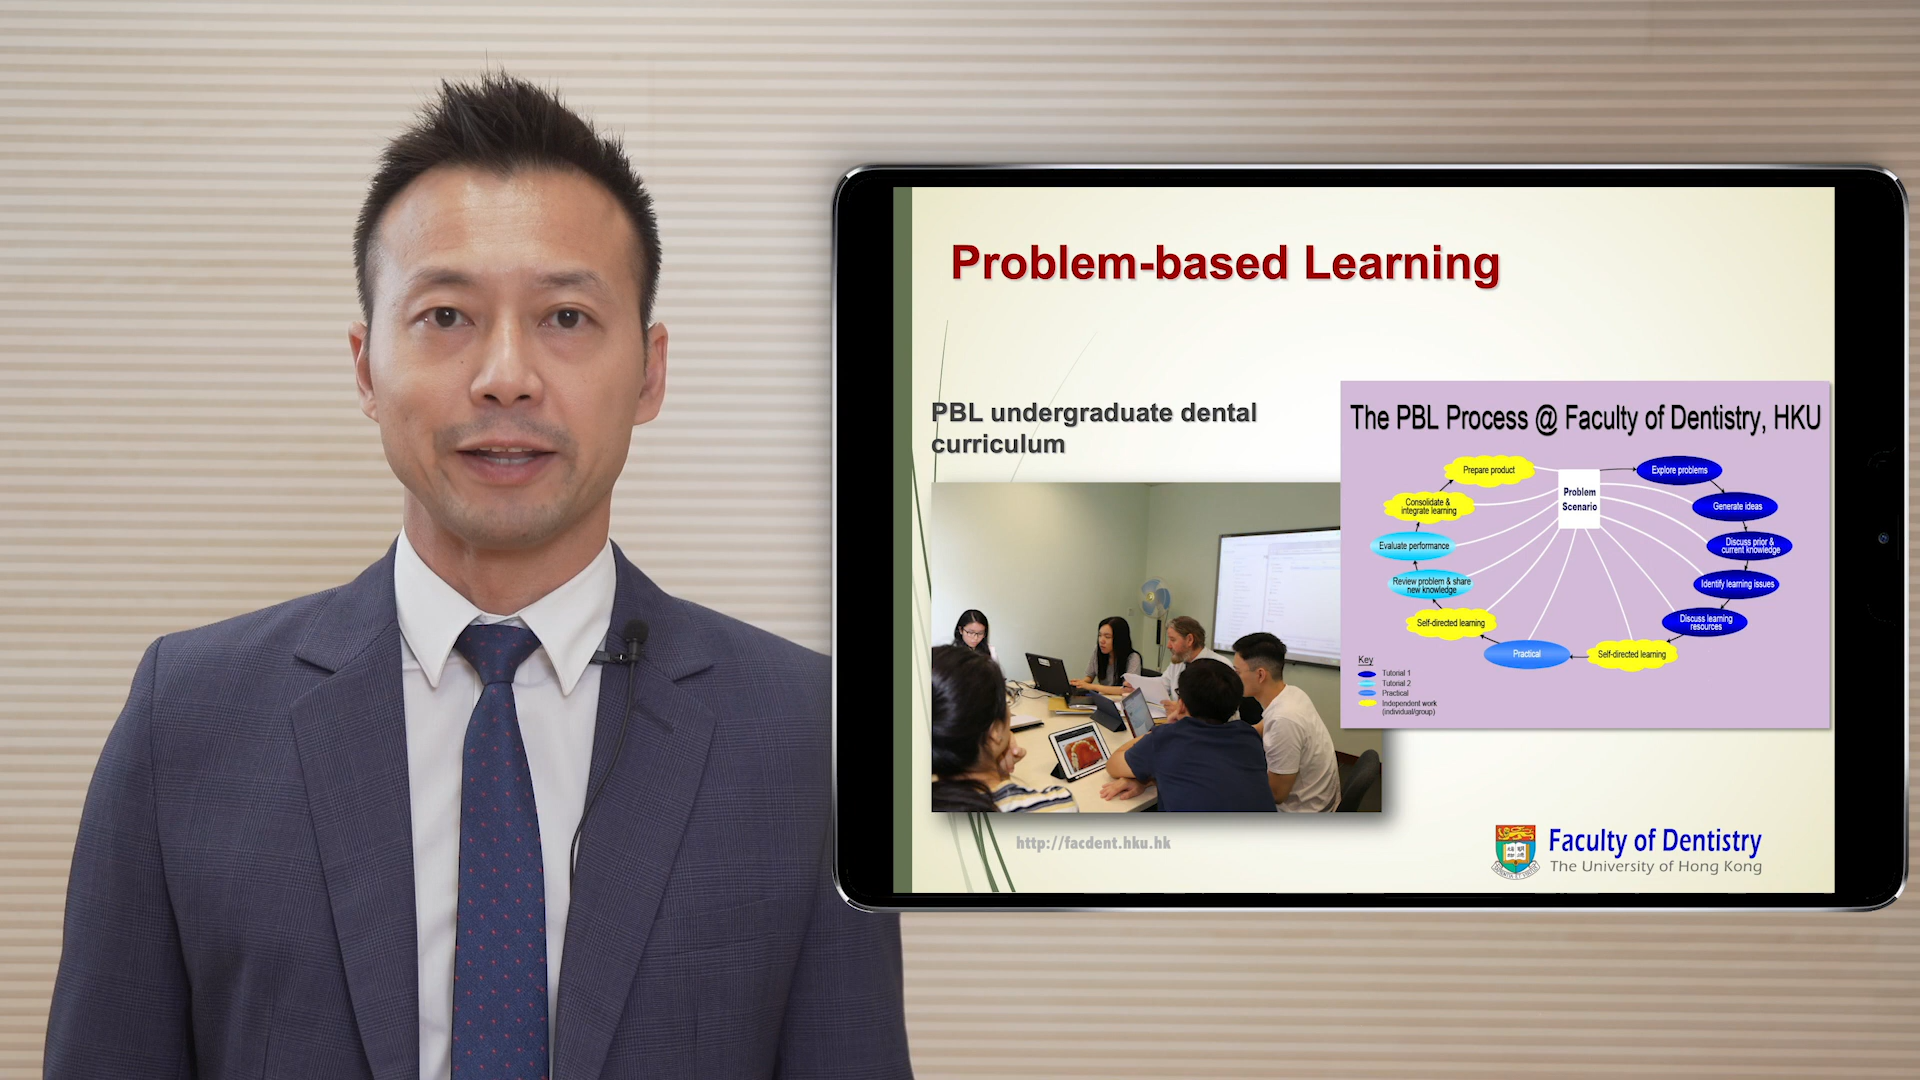 Problem-based Learning
PBL undergraduate dental
curriculum
The PBL Process @ Faculty of Dentistry, HKU
Problem
Scenario
Explore problems
Generate ideas
Discuss prior &
current knowledge
Identify learning issues
Discuss learning
resources
Self-directed learning
Practical
Self-directed learning
Review problem & share
new knowledge
Evaluate performance
Consolidate &
integrate learning
Prepare product
Key
Tutorial 1
Tutorial 2
Practical
Independent work
(individual/group)
http://facdent.hku.hk
Faculty of Dentistry
The University of Hong Kong